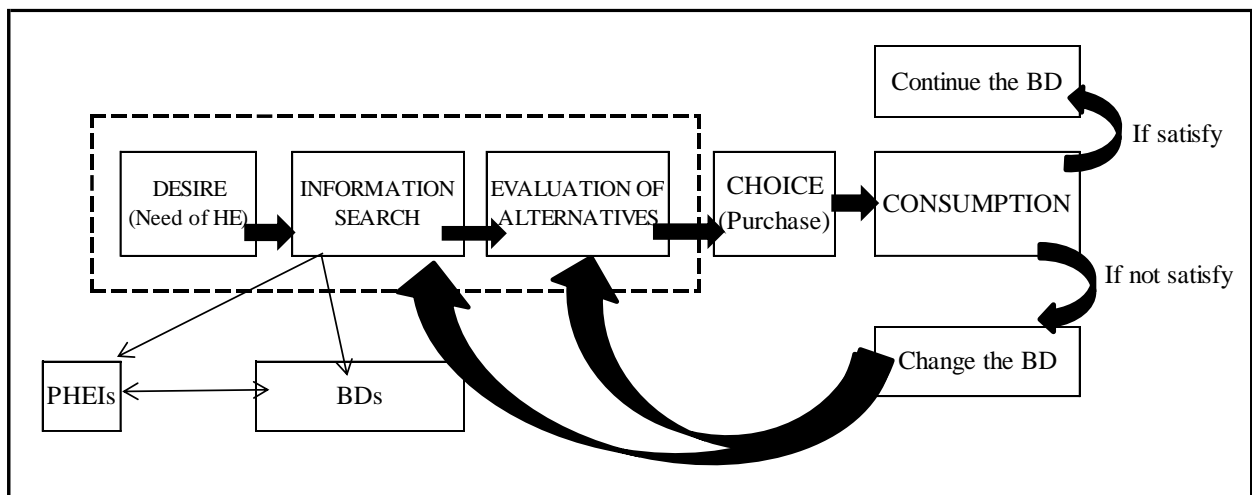 Continue the BD
If satisfy
DESIRE
(Need of HE)
INFORMATION
SEARCH
EVALUATION OF
ALTERNATIVES
CHOICE
(Purchase)
CONSUMPTION
If not satisfy
Change the BD
PHEIs
BDs